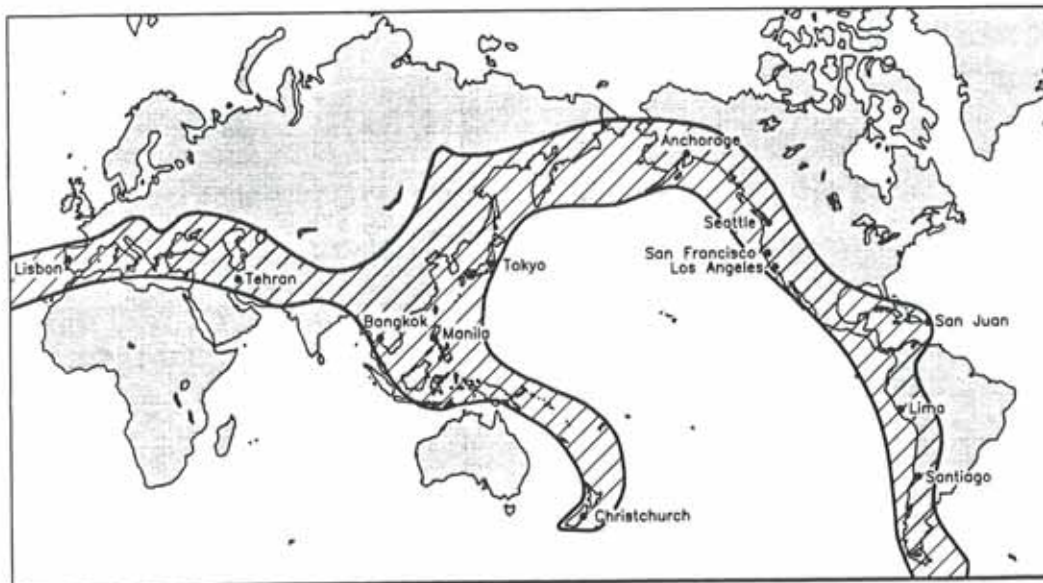 Anchorage
Seattle
San Francisco
Los Angeles
Lisbon
Tehran
Tokyo
Bangkok
Manila
San Juan
Lima
Santiago
Christchurch